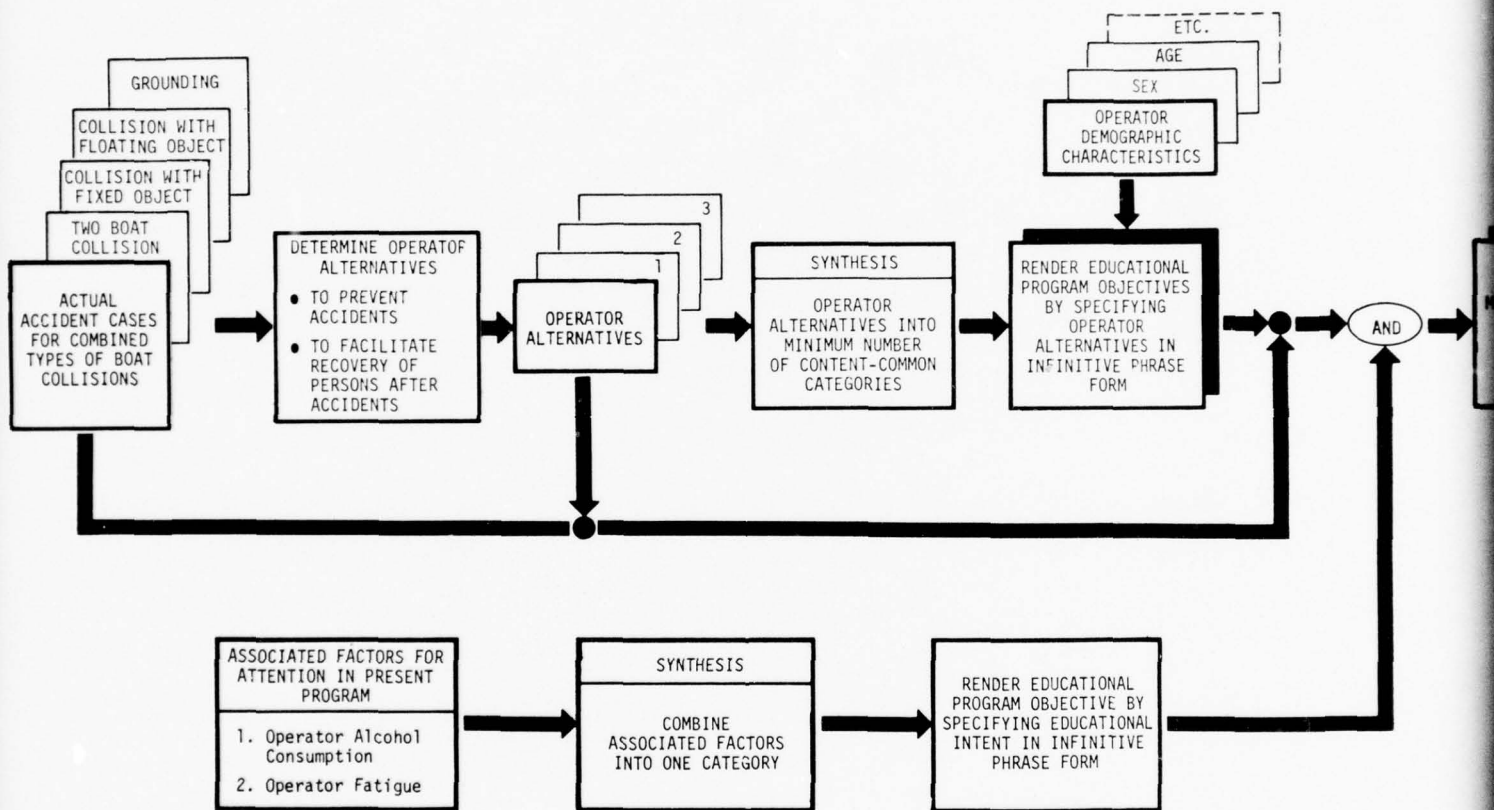 GROUNDING
COLLISION WITH
FLOATING OBJECT
COLLISION WITH
FIXED OBJECT
TWO BOAT
COLLISION
ACTUAL
ACCIDENT CASES
FOR COMBINED
TYPES OF BOAT
COLLISIONS
DETERMINE OPERATOF
ALTERNATIVES
● TO PREVENT
ACCIDENTS
● TO FACILITATE
RECOVERY OF
PERSONS AFTER
ACCIDENTS
3
2
1
OPERATOR
ALTERNATIVES
SYNTHESIS
OPERATOR
ALTERNATIVES INTO
MINIMUM NUMBER
OF CONTENT-COMMON
CATEGORIES
ETC.
AGE
SEX
OPERATOR
DEMOGRAPHIC
CHARACTERISTICS
RENDER EDUCATIONAL
PROGRAM OBJECTIVES
BY SPECIFYING
OPERATOR
ALTERNATIVES IN
INFINITIVE PHRASE
FORM
AND
M
ASSOCIATED FACTORS FOR
ATTENTION IN PRESENT
PROGRAM
1. Operator Alcohol
Consumption
2. Operator Fatigue
SYNTHESIS
COMBINE
ASSOCIATED FACTORS
INTO ONE CATEGORY
RENDER EDUCATIONAL
PROGRAM OBJECTIVE BY
SPECIFYING EDUCATIONAL
INTENT IN INFINITIVE
PHRASE FORM